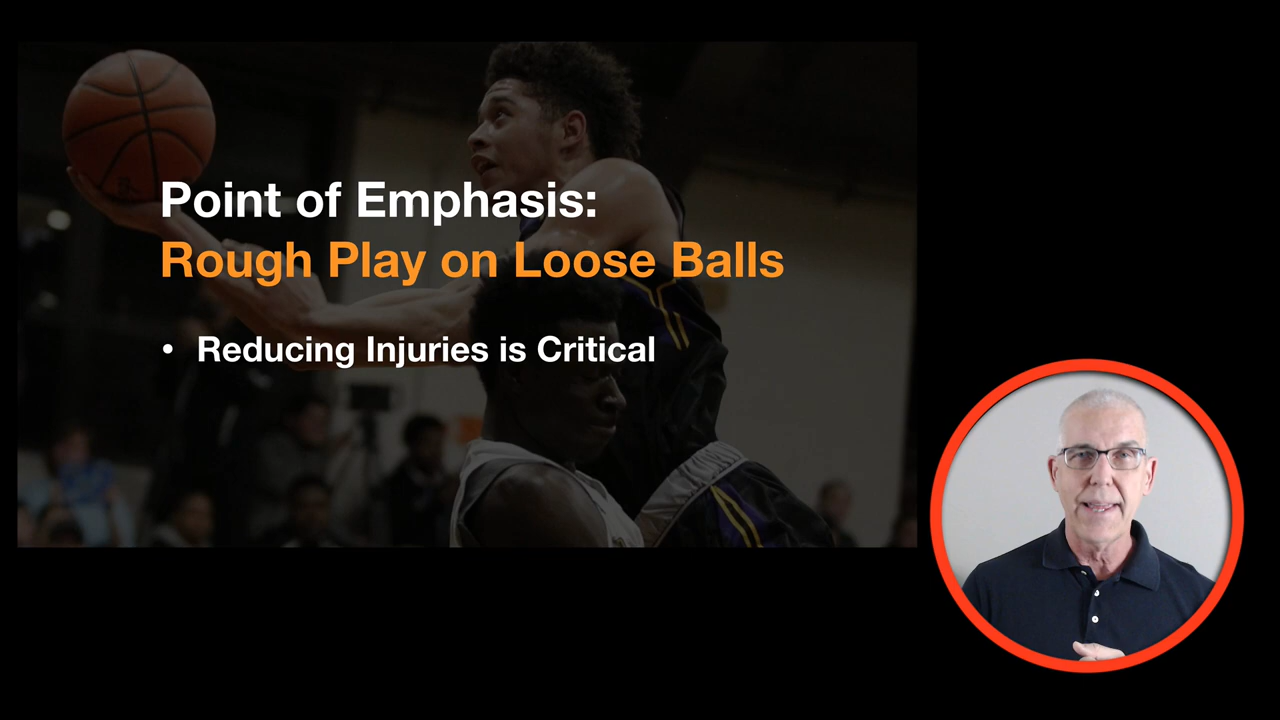 Point of Emphasis:
Rough Play on Loose Balls
• Reducing Injuries is Critical